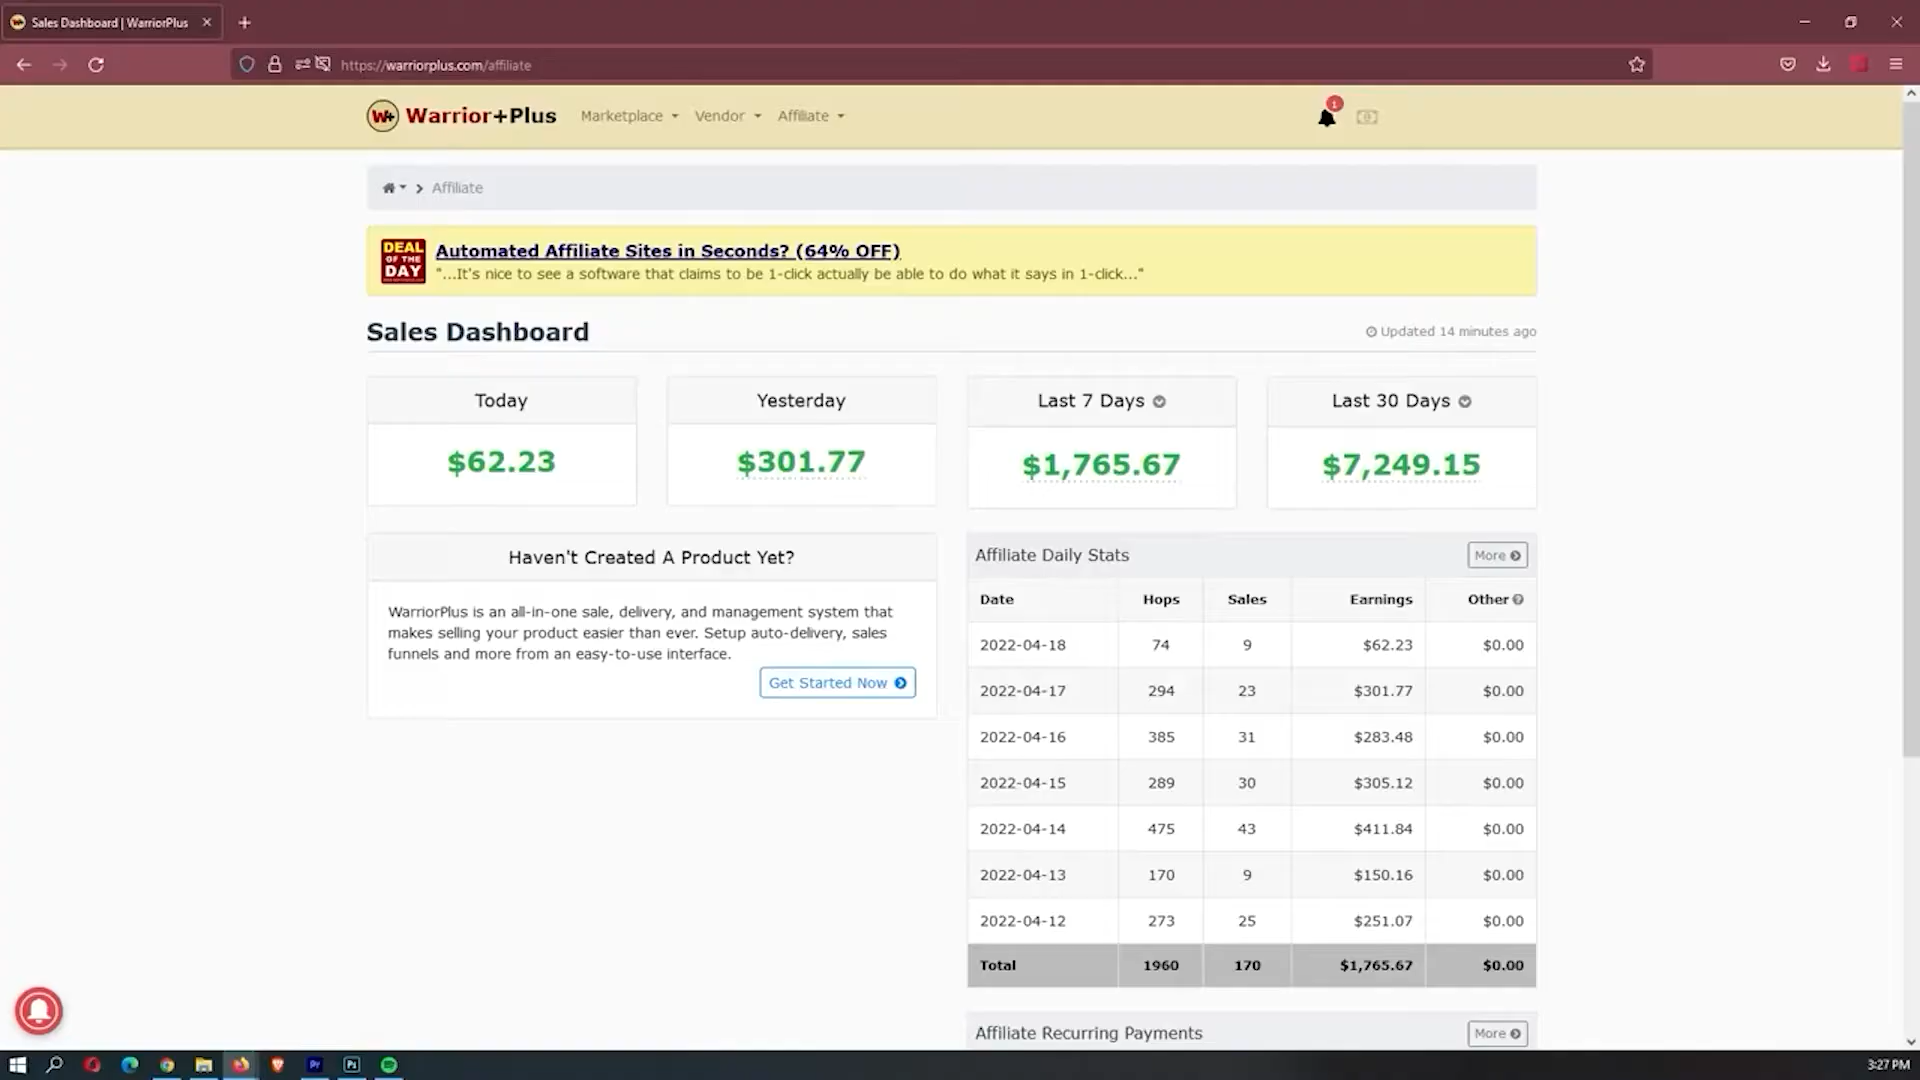 Sales Dashboard | WarriorPlus
https://warriorplus.com/affiliate
W+ Warrior+Plus Marketplace Vendor Affiliate 1
Affiliate
DEAL OF THE DAY
Automated Affiliate Sites in Seconds? (64% OFF)
"...It's nice to see a software that claims to be 1-click actually be able to do what it says in 1-click..."
Sales Dashboard Updated 14 minutes ago
Today Yesterday Last 7 Days Last 30 Days
$62.23 $301.77 $1,765.67 $7,249.15
Haven't Created A Product Yet?
WarriorPlus is an all-in-one sale, delivery, and management system that
makes selling your product easier than ever. Setup auto-delivery, sales
funnels and more from an easy-to-use interface.
Get Started Now
Affiliate Daily Stats More
Date Hops Sales Earnings Other
2022-04-18 74 9 $62.23 $0.00
2022-04-17 294 23 $301.77 $0.00
2022-04-16 385 31 $283.48 $0.00
2022-04-15 289 30 $305.12 $0.00
2022-04-14 475 43 $411.84 $0.00
2022-04-13 170 9 $150.16 $0.00
2022-04-12 273 25 $251.07 $0.00
Total 1960 170 $1,765.67 $0.00
Affiliate Recurring Payments More
Pr Ps 3:27 PM